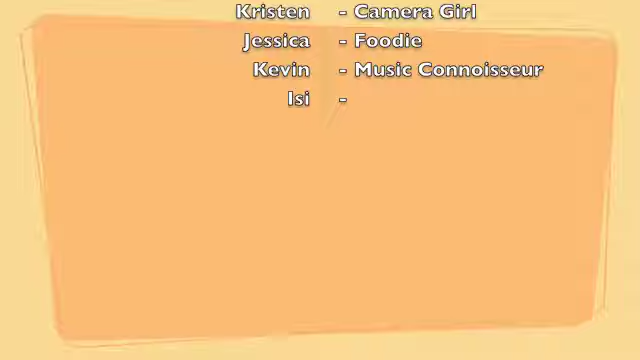 Kristen - Camera Girl
Jessica - Foodie
Kevin - Music Connoisseur
Isi -